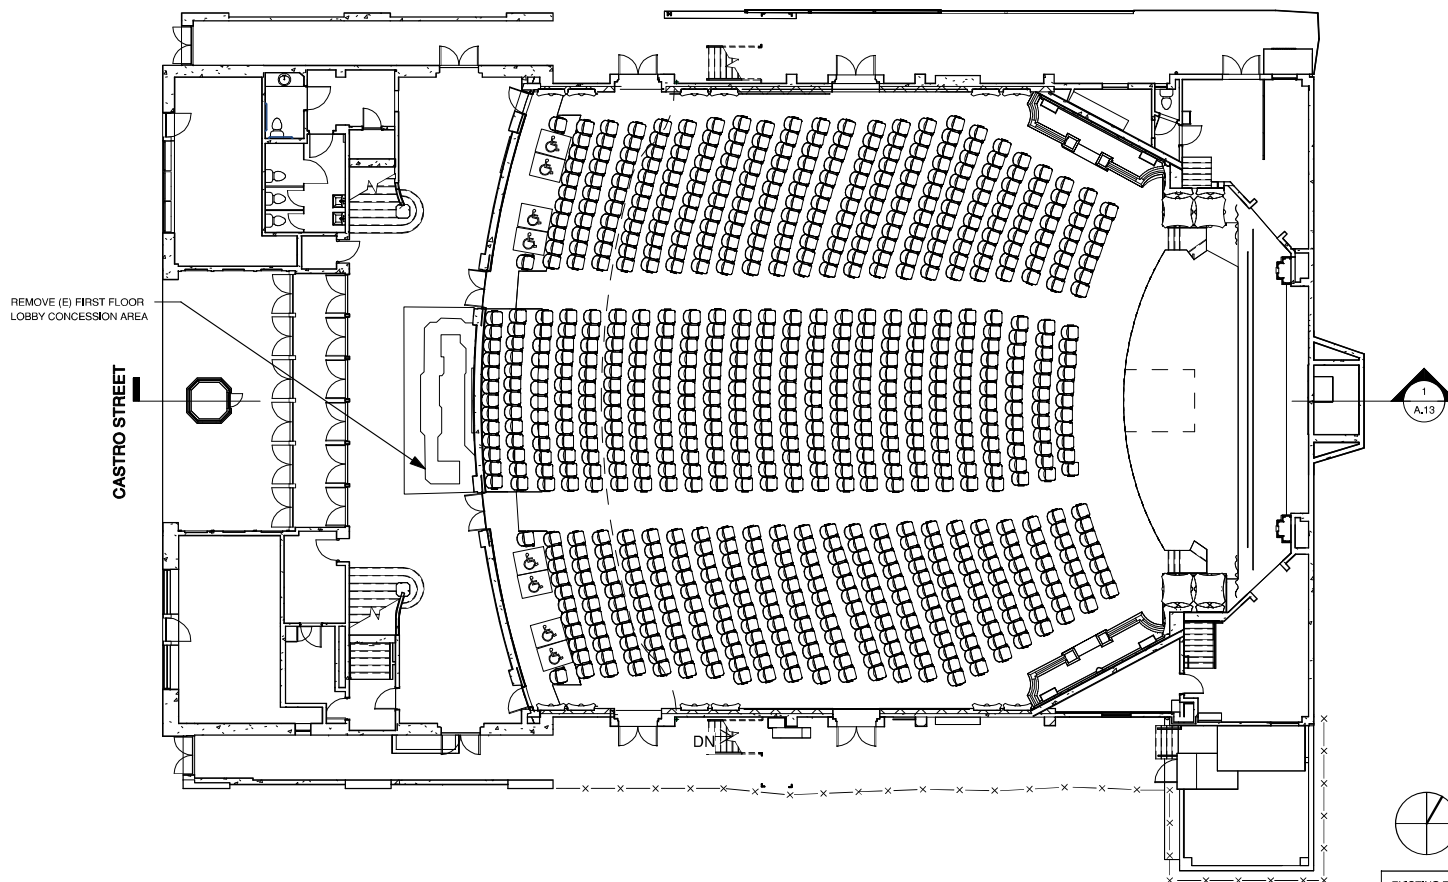 REMOVE (E) FIRST FLOOR
LOBBY CONCESSION AREA
CASTRO STREET
1
A.13
DN